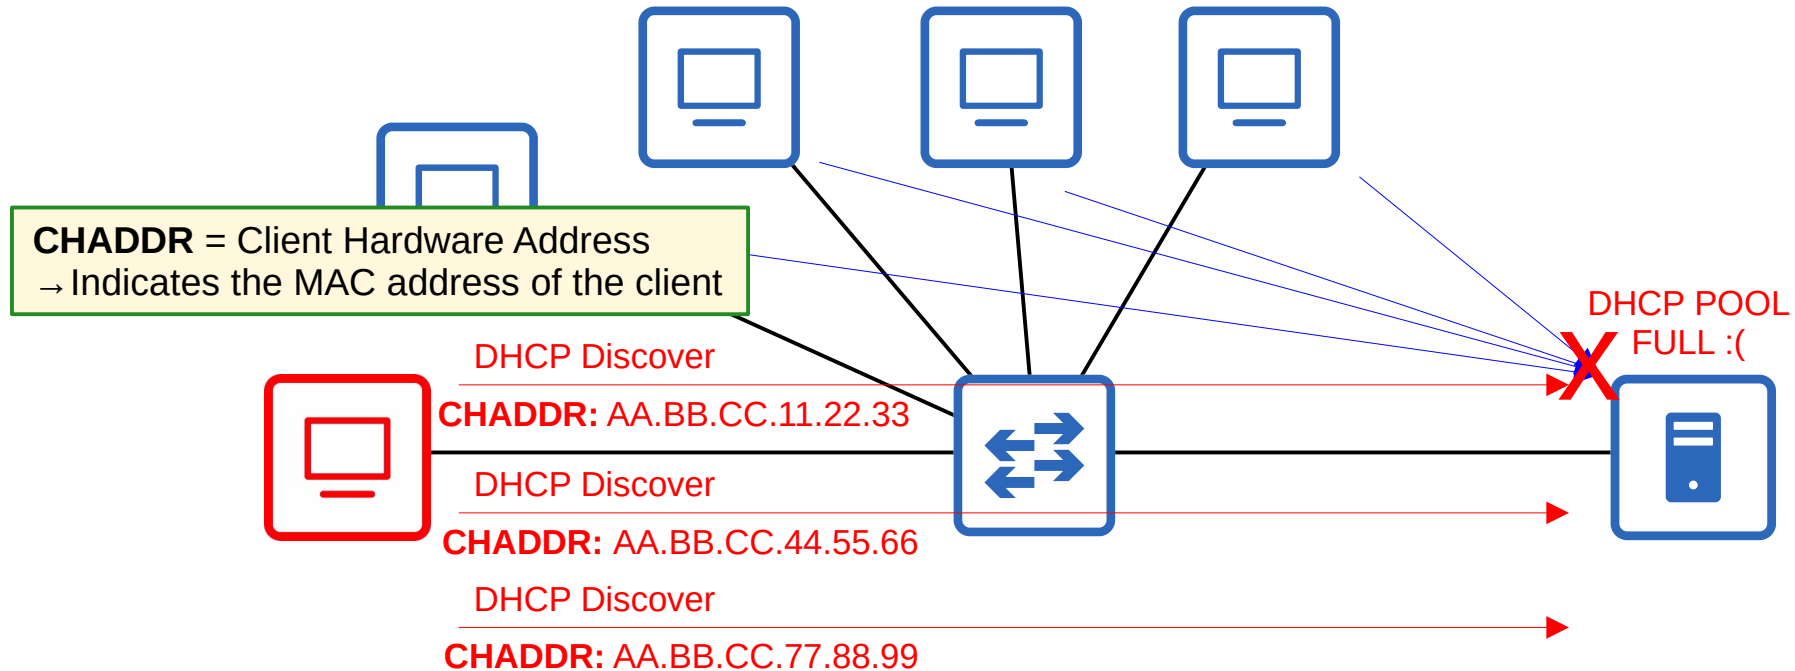 CHADDR = Client Hardware Address
→Indicates the MAC address of the client
DHCP POOL
FULL :(
X
DHCP Discover
CHADDR: AA.BB.CC.11.22.33
DHCP Discover
CHADDR: AA.BB.CC.44.55.66
DHCP Discover
CHADDR: AA.BB.CC.77.88.99